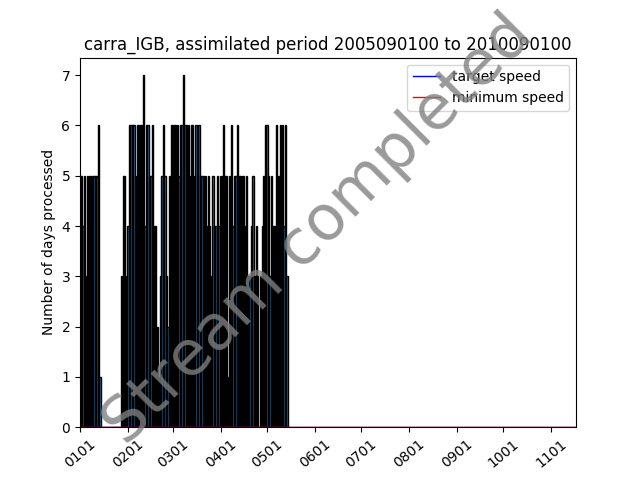 carra_IGB, assimilated period 2005090100 to 2010090100
Number of days processed
7
6
5
4
3
2
1
0
target speed
minimum speed
Stream completed
0101 0201 0301 0401 0501 0601 0701 0801 0901 1001 1101